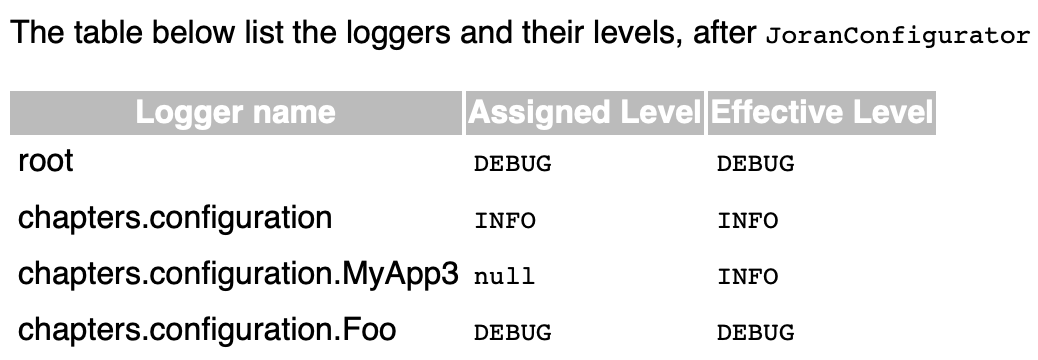 The table below list the loggers and their levels, after JoranConfigurator
Logger name Assigned Level Effective Level
root DEBUG DEBUG
chapters.configuration INFO INFO
chapters.configuration.MyApp3 null INFO
chapters.configuration.Foo DEBUG DEBUG